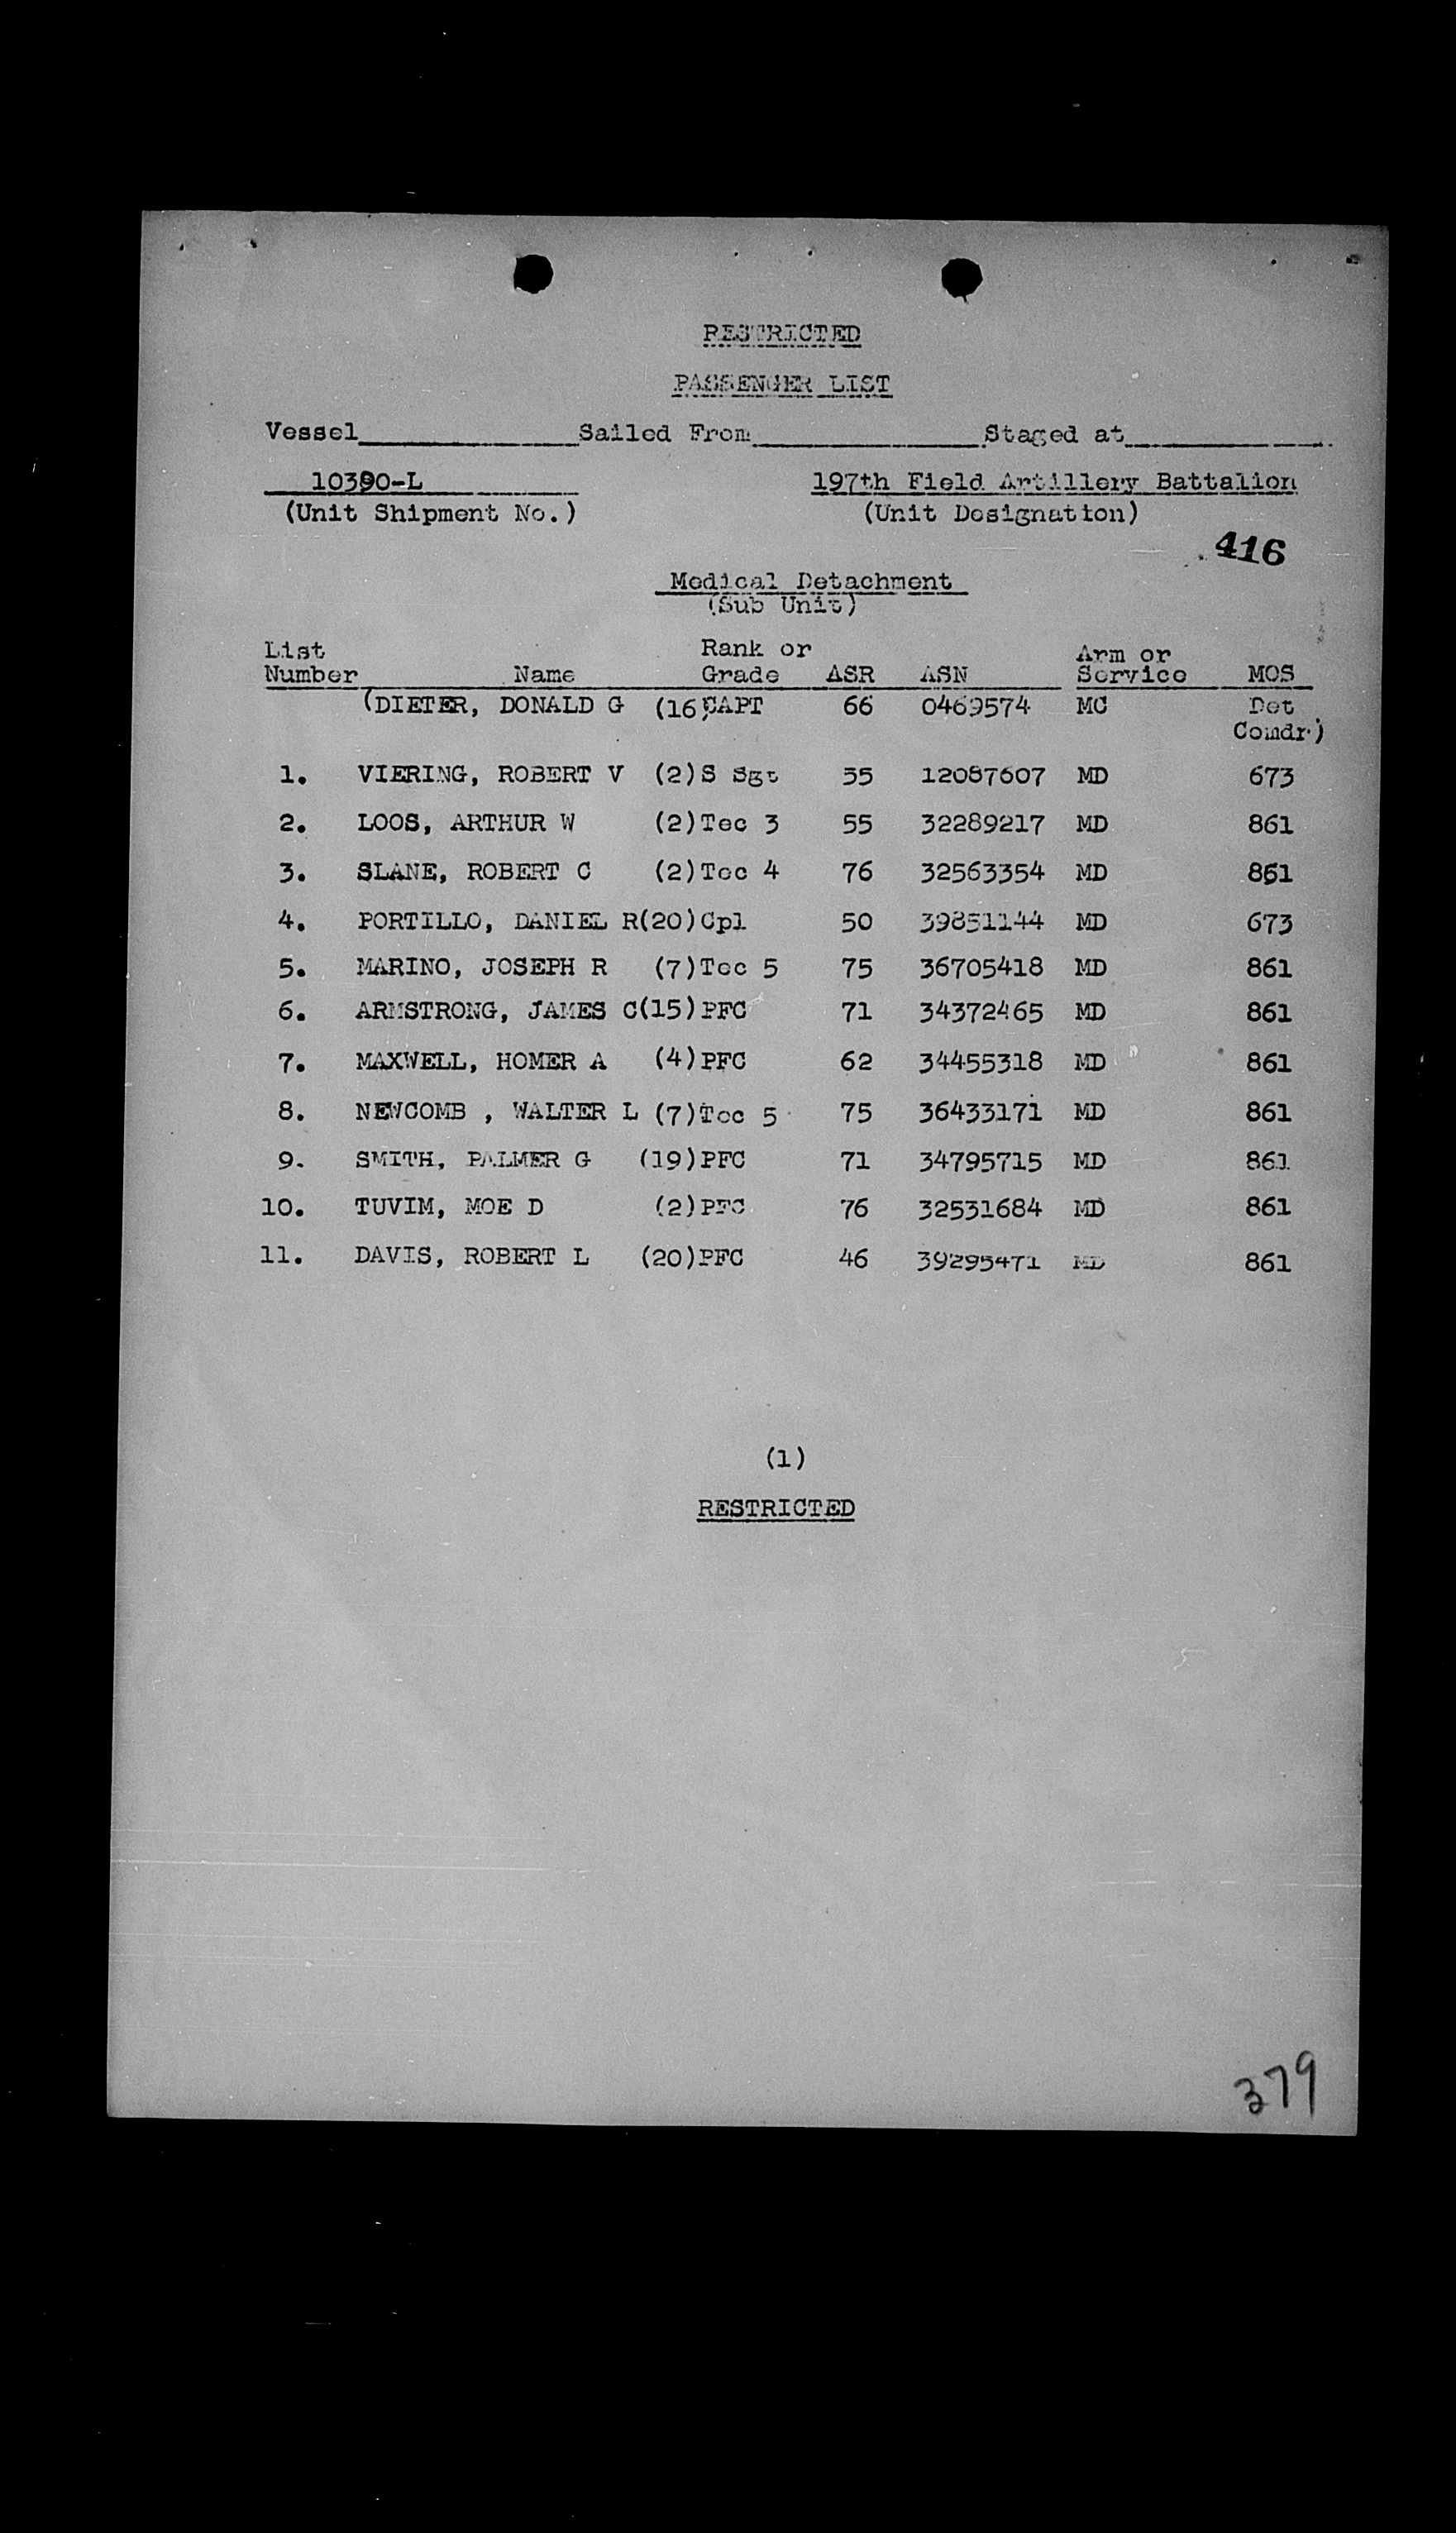 RESTRICTED
PASSENGER LIST
Vessel Sailed From Staged at
10390-L 197th Field Artillery Battalion
(Unit Shipment No.) (Unit Designation)
416
Medical Detachment
(Sub Unit)
List Rank or Arm or
Number Name Grade ASR ASN Service MOS
(DIETER, DONALD G (16)CAPT 66 0469574 MC Det
Comdr)
1. VIERING, ROBERT V (2)S Sgt 55 12087607 MD 673
2. LOOS, ARTHUR W (2)Tec 3 55 32289217 MD 861
3. SLANE, ROBERT C (2)Tec 4 76 32563354 MD 861
4. PORTILLO, DANIEL R(20)Cpl 50 39851144 MD 673
5. MARINO, JOSEPH R (7)Tec 5 75 36705418 MD 861
6. ARMSTRONG, JAMES C(15)PFC 71 34372465 MD 861
7. MAXWELL, HOMER A (4)PFC 62 34455318 MD 861
8. NEWCOMB , WALTER L (7)Tec 5 75 36433171 MD 861
9. SMITH, PALMER G (19)PFC 71 34795715 MD 861
10. TUVIM, MOE D (2)PFC 76 32531684 MD 861
11. DAVIS, ROBERT L (20)PFC 46 39295471 MD 861
(1)
RESTRICTED
379